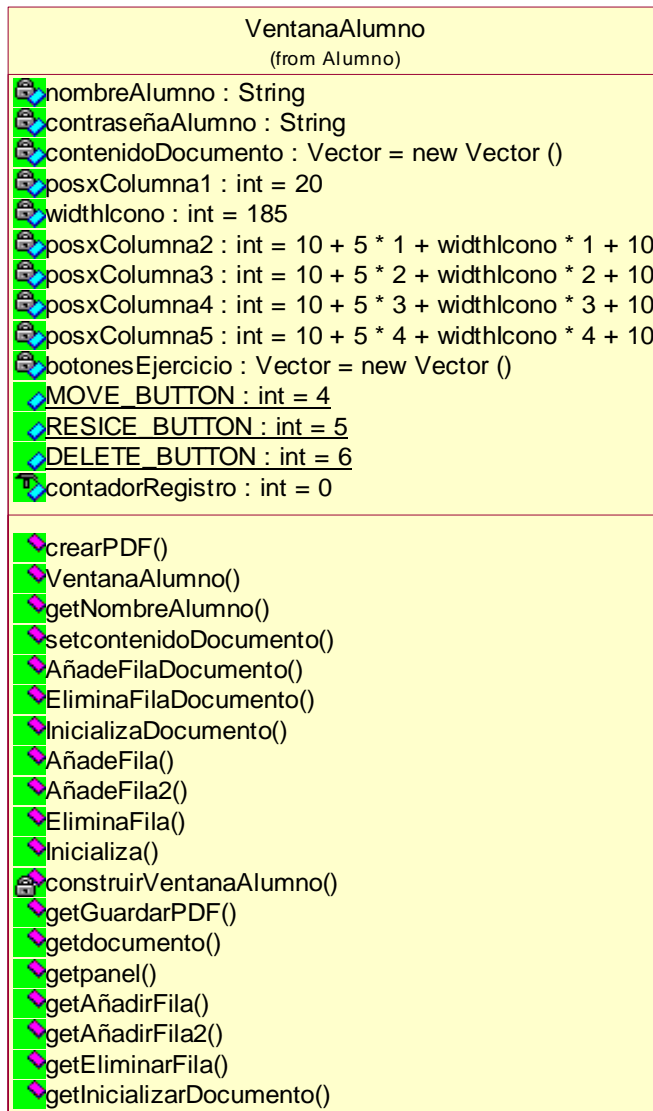 VentanaAlumno
(from Alumno)
nombreAlumno : String
contraseñaAlumno : String
contenidoDocumento : Vector = new Vector ()
posxColumna1 : int = 20
widthIcono : int = 185
posxColumna2 : int = 10 + 5 * 1 + widthIcono * 1 + 10
posxColumna3 : int = 10 + 5 * 2 + widthIcono * 2 + 10
posxColumna4 : int = 10 + 5 * 3 + widthIcono * 3 + 10
posxColumna5 : int = 10 + 5 * 4 + widthIcono * 4 + 10
botonesEjercicio : Vector = new Vector ()
MOVE_BUTTON : int = 4
RESICE_BUTTON : int = 5
DELETE_BUTTON : int = 6
contadorRegistro : int = 0
crearPDF()
VentanaAlumno()
getNombreAlumno()
setcontenidoDocumento()
AñadeFilaDocumento()
EliminaFilaDocumento()
InicializaDocumento()
AñadeFila()
AñadeFila2()
EliminaFila()
Inicializa()
construirVentanaAlumno()
getGuardarPDF()
getdocumento()
getpanel()
getAñadirFila()
getAñadirFila2()
getEliminarFila()
getInicializarDocumento()